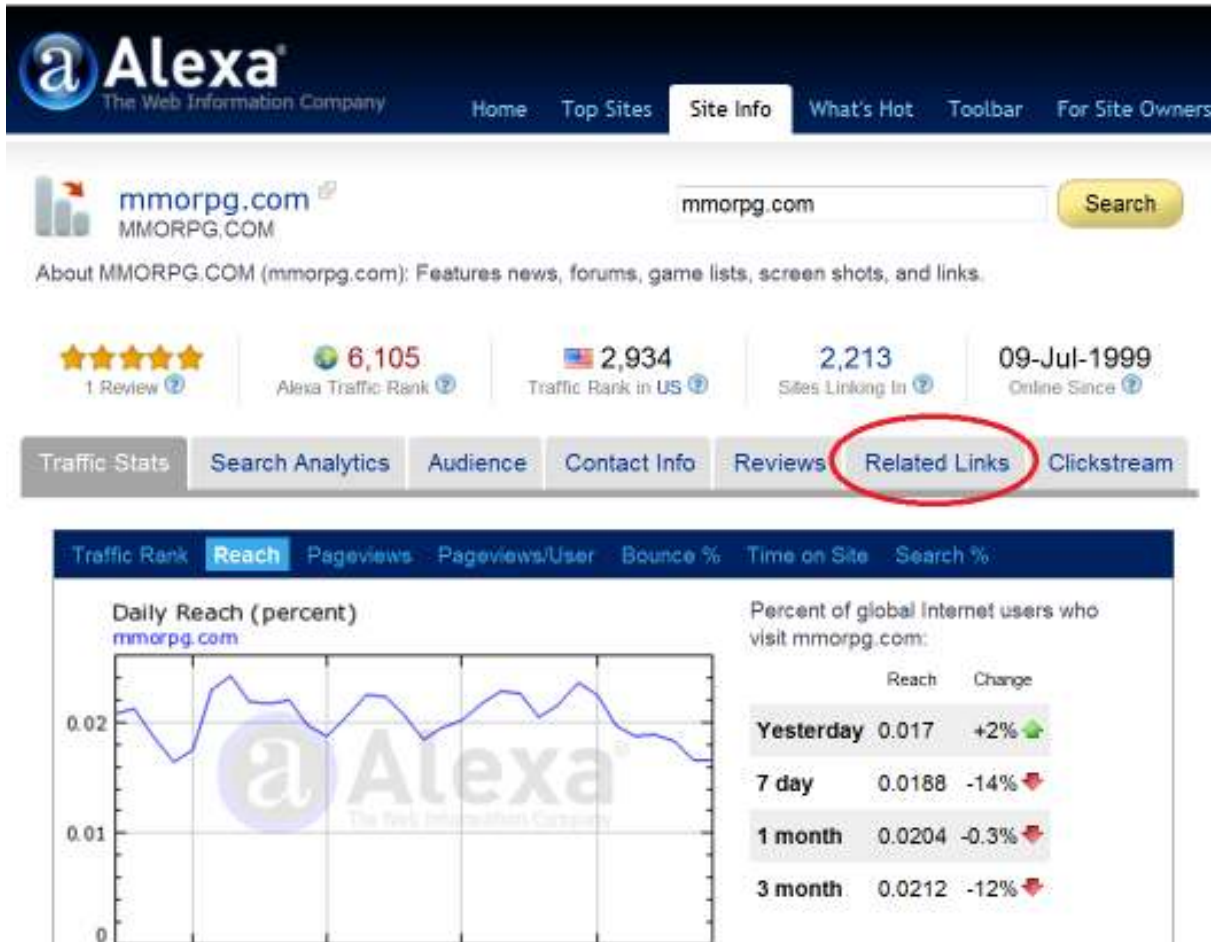 a Alexa®
The Web Information Company
Home Top Sites Site Info What's Hot Toolbar For Site Owners
mmorpg.com
MMORPG.COM
mmorpg.com Search
About MMORPG.COM (mmorpg.com): Features news, forums, game lists, screen shots, and links.
6,105 2,934 2,213 09-Jul-1999
1 Review ? Alexa Traffic Rank ? Traffic Rank in US ? Sites Linking In ? Online Since ?
Traffic Stats Search Analytics Audience Contact Info Reviews Related Links Clickstream
Traffic Rank Reach Pageviews Pageviews/User Bounce % Time on Site Search %
Daily Reach (percent)
mmorpg.com
0.02
0.01
0
a Alexa®
The Web Information Company
Percent of global Internet users who
visit mmorpg.com:
Reach Change
Yesterday 0.017 +2%
7 day 0.0188 -14%
1 month 0.0204 -0.3%
3 month 0.0212 -12%